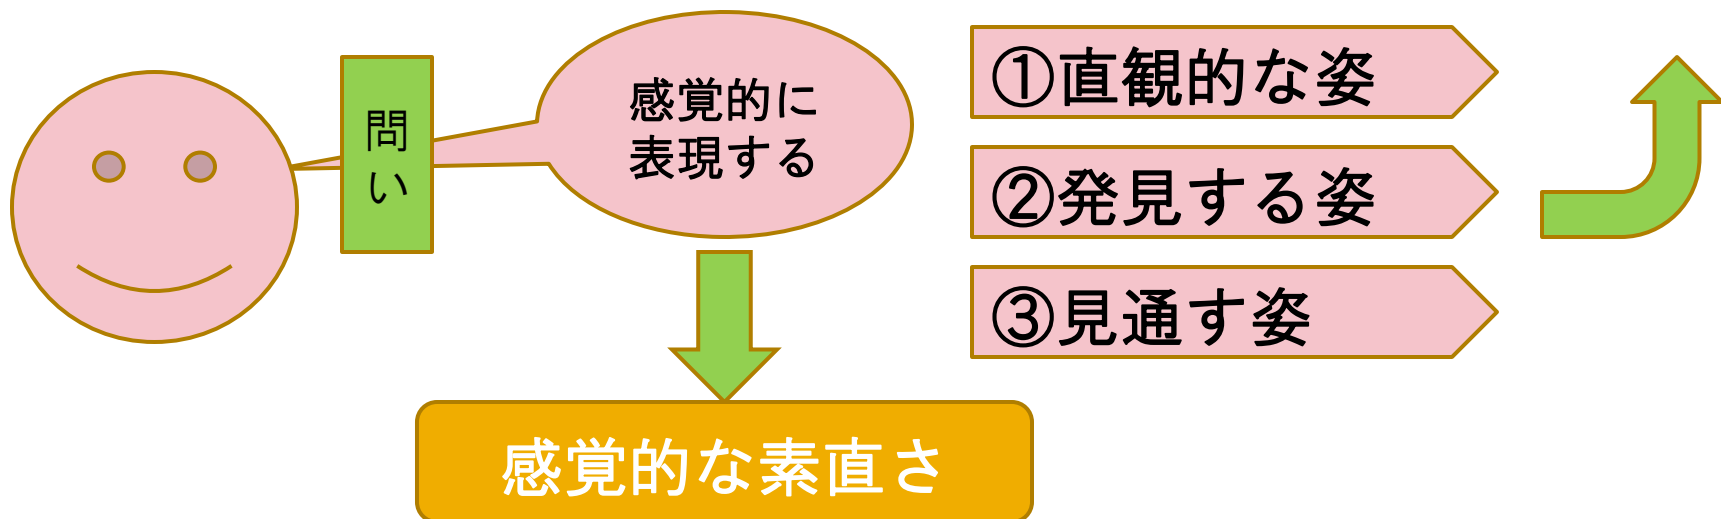 問い
感覚的に
表現する
①直観的な姿
②発見する姿
③見通す姿
感覚的な素直さ